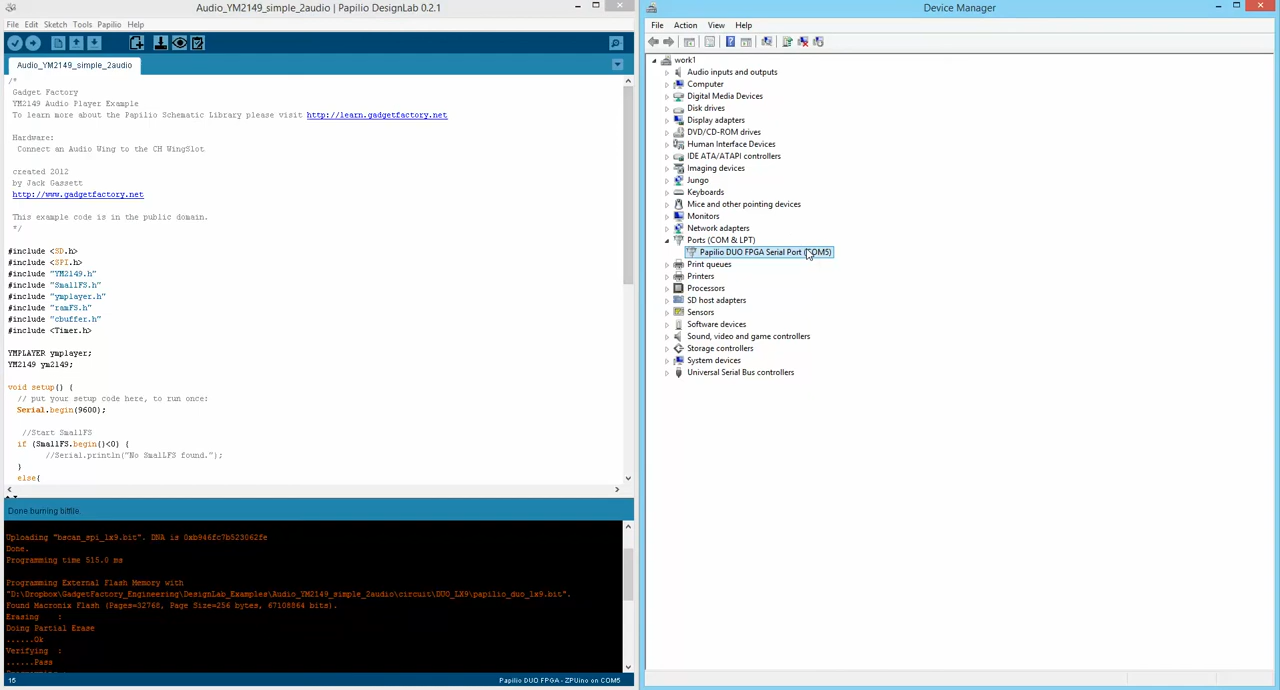 Audio_YM2149_simple_2audio | Papilio DesignLab 0.2.1
File Edit Sketch Tools Papilio Help
Audio_YM2149_simple_2audio
/*
Gadget Factory
YM2149 Audio Player Example
To learn more about the Papilio Schematic Library please visit http://learn.gadgetfactory.net
Hardware:
Connect an Audio Wing to the CH WingSlot
created 2012
by Jack Gassett
http://www.gadgetfactory.net
This example code is in the public domain.
*/
#include <SD.h>
#include <SPI.h>
#include "YM2149.h"
#include "SmallFS.h"
#include "ymplayer.h"
#include "ramFS.h"
#include "cbuffer.h"
#include <Timer.h>
YMPLAYER ymplayer;
YM2149 ym2149;
void setup() {
// put your setup code here, to run once:
Serial.begin(9600);
//Start SmallFS
if (SmallFS.begin()<0) {
//Serial.println("No SmalLFS found.");
}
else{
Done burning bitfile.
Uploading "bscan_spi_lx9.bit". DNA is 0xb946fc7b523062fe
Done.
Programming time 515.0 ms
Programming External Flash Memory with
"D:\Dropbox\GadgetFactory_Engineering\DesignLab_Examples\Audio_YM2149_simple_2audio\circuit\DUO_LX9\papilio_duo_lx9.bit".
Found Macronix Flash (Pages=32768, Page Size=256 bytes, 67108864 bits).
Erasing :
Doing Partial Erase
......Ok
Verifying :
......Pass
15
Papilio DUO FPGA - ZPUino on COM5
Device Manager
File Action View Help
work1
Audio inputs and outputs
Computer
Digital Media Devices
Disk drives
Display adapters
DVD/CD-ROM drives
Human Interface Devices
IDE ATA/ATAPI controllers
Imaging devices
Jungo
Keyboards
Mice and other pointing devices
Monitors
Network adapters
Ports (COM & LPT)
Papilio DUO FPGA Serial Port (COM5)
Print queues
Printers
Processors
SD host adapters
Sensors
Software devices
Sound, video and game controllers
Storage controllers
System devices
Universal Serial Bus controllers